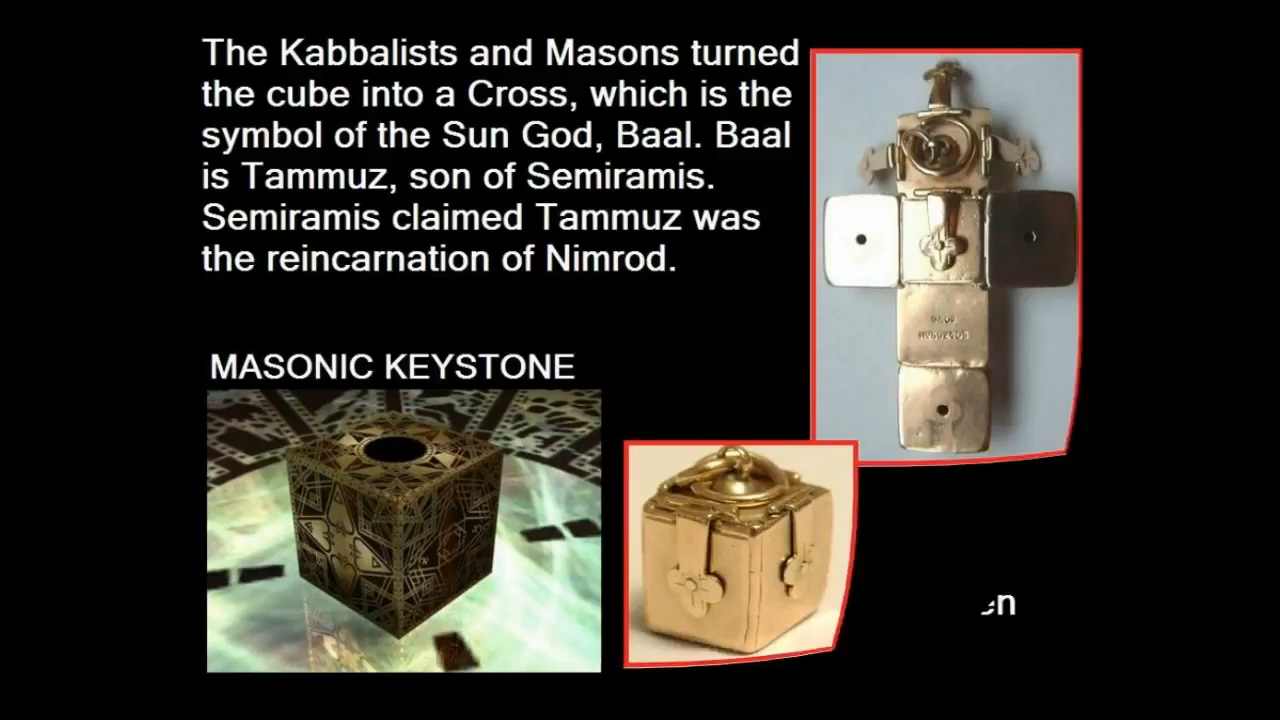 The Kabbalists and Masons turned
the cube into a Cross, which is the
symbol of the Sun God, Baal. Baal
is Tammuz, son of Semiramis.
Semiramis claimed Tammuz was
the reincarnation of Nimrod.
MASONIC KEYSTONE